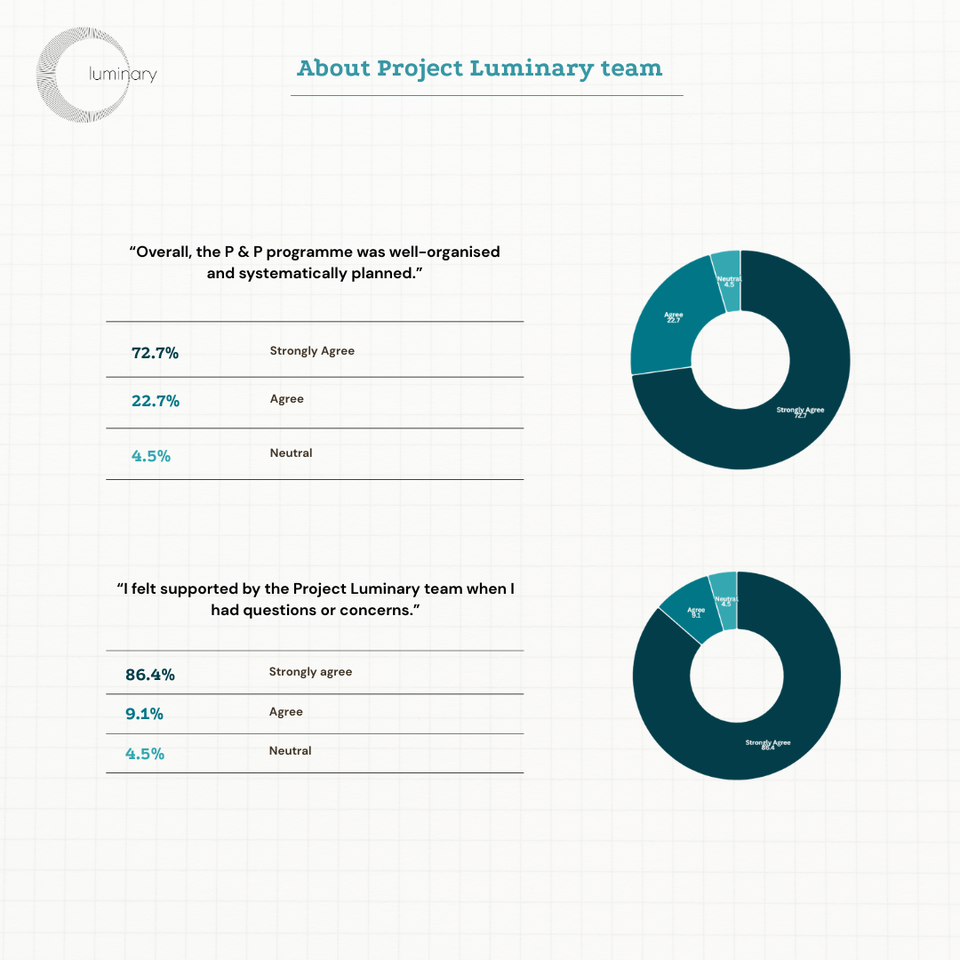 luminary
About Project Luminary team
“Overall, the P & P programme was well-organised
and systematically planned.”
72.7% Strongly Agree
22.7% Agree
4.5% Neutral
Neutral
4.5
Agree
22.7
Strongly Agree
72.7
“I felt supported by the Project Luminary team when I
had questions or concerns.”
86.4% Strongly agree
9.1% Agree
4.5% Neutral
Neutral
4.5
Agree
9.1
Strongly Agree
86.4